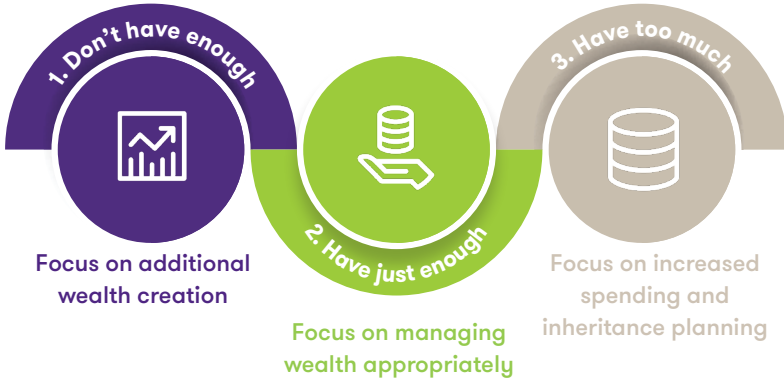 1. Don't have enough
Focus on additional
wealth creation
2. Have just enough
Focus on managing
wealth appropriately
3. Have too much
Focus on increased
spending and
inheritance planning